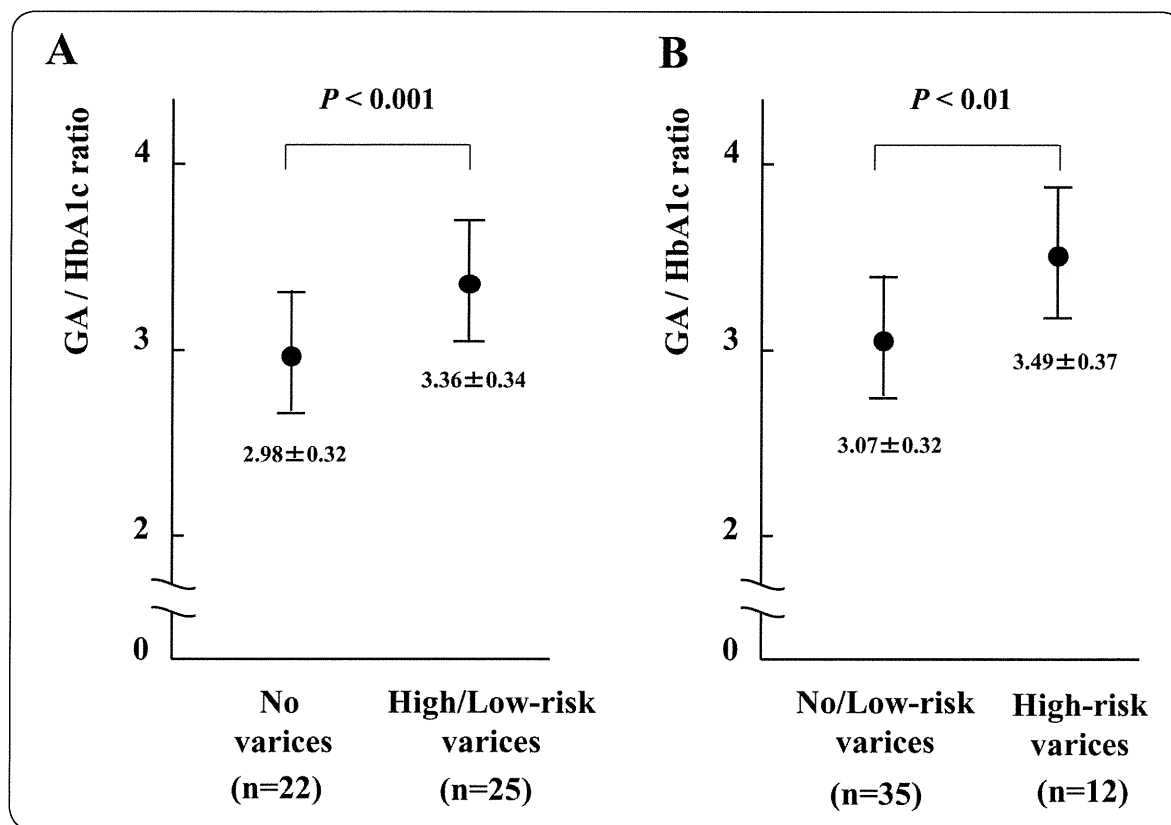 A
P < 0.001
GA / HbA1c ratio
4
3
2
0
2.98±0.32
3.36±0.34
No
varices
(n=22)
High/Low-risk
varices
(n=25)
B
P < 0.01
GA / HbA1c ratio
4
3
2
0
3.07±0.32
3.49±0.37
No/Low-risk
varices
(n=35)
High-risk
varices
(n=12)